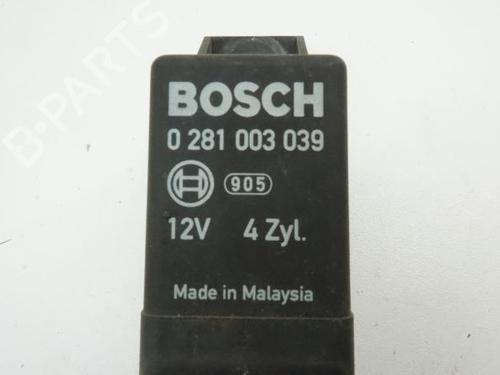 BOSCH
0 281 003 039
905
12V 4 Zyl.
Made in Malaysia
B-PARTS